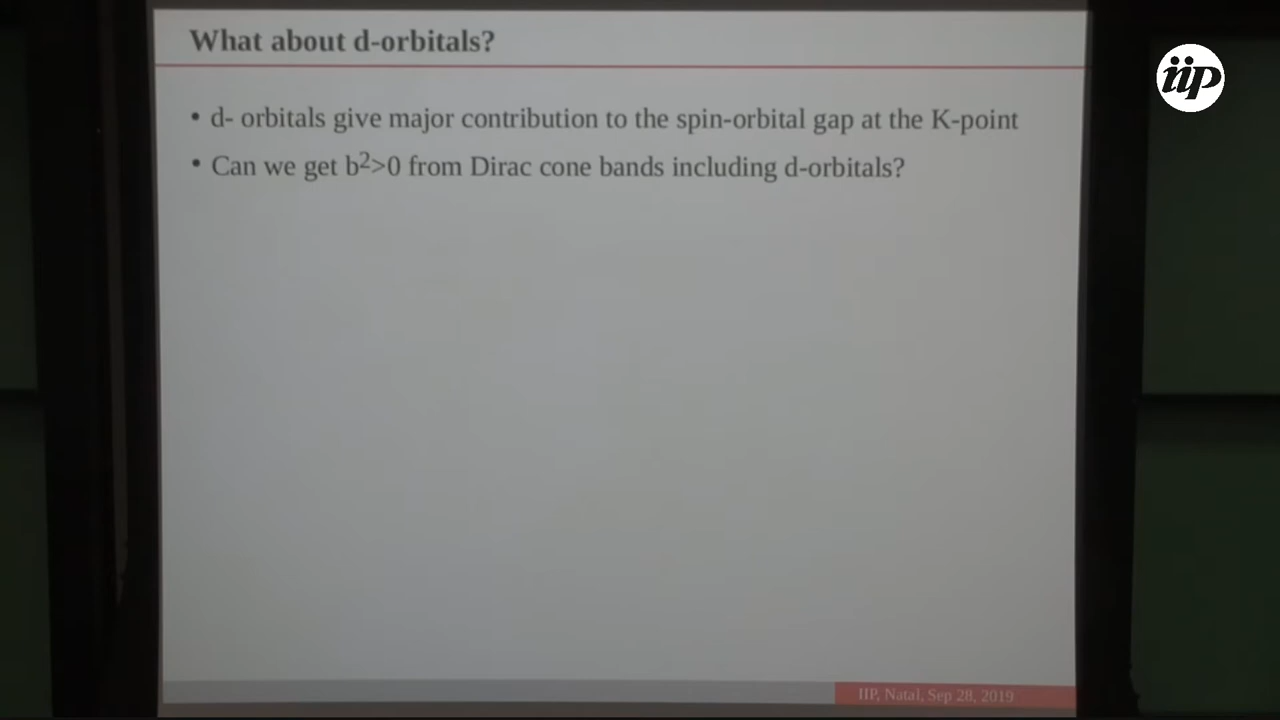 What about d-orbitals?
iip
• d- orbitals give major contribution to the spin-orbital gap at the K-point
• Can we get b²>0 from Dirac cone bands including d-orbitals?
IIP, Natal, Sep 28, 2019